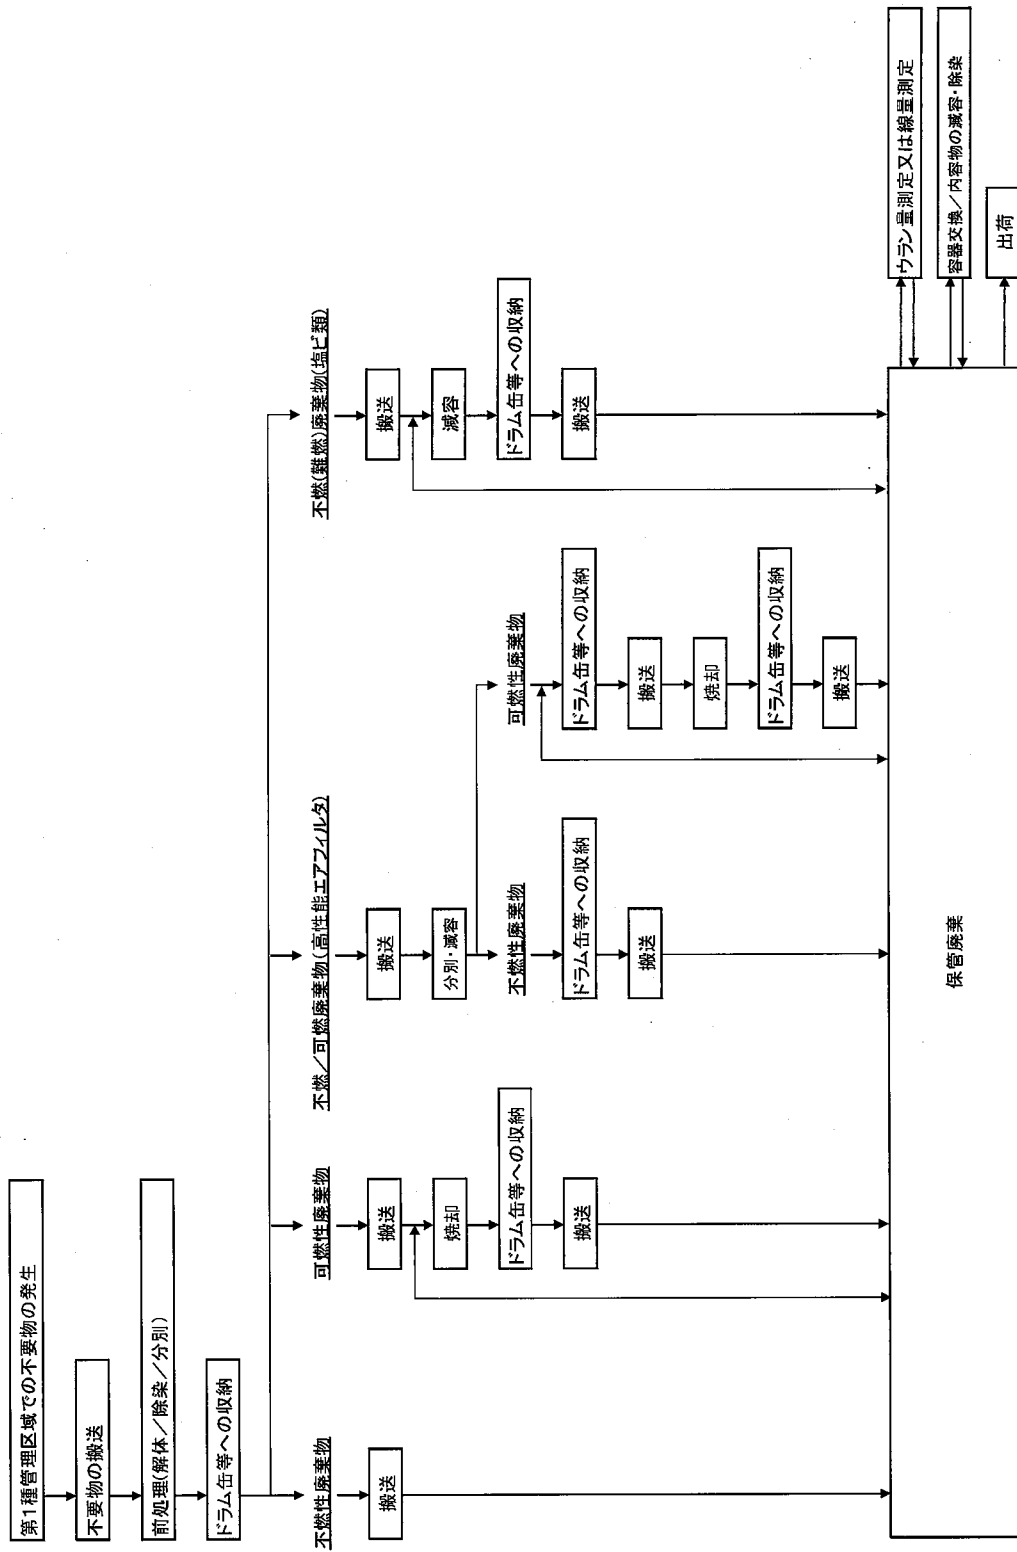 第1種管理区域での不要物の発生
不要物の搬送
前処理(解体/除染/分別)
ドラム缶等への収納
不燃性廃棄物
搬送
可燃性廃棄物
搬送
焼却
ドラム缶等への収納
搬送
不燃/可燃廃棄物(高性能エアフィルタ)
搬送
分別・減容
不燃性廃棄物
ドラム缶等への収納
搬送
可燃性廃棄物
ドラム缶等への収納
搬送
焼却
ドラム缶等への収納
搬送
不燃(難燃)廃棄物(塩ビ類)
搬送
減容
ドラム缶等への収納
搬送
保管廃棄
ウラン量測定又は線量測定
容器交換/内容物の減容・除染
出荷